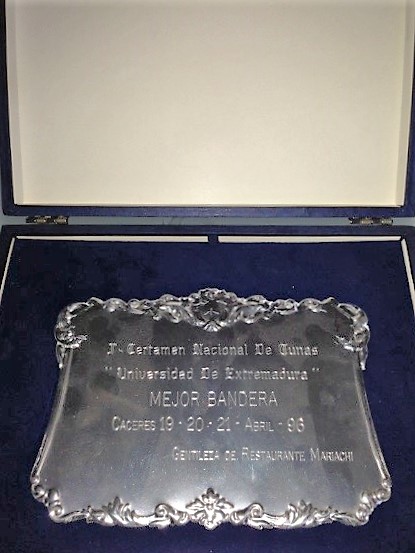 Iº Certamen Nacional De Tunas
"Universidad De Extremadura"
MEJOR BANDERA
CACERES 19 - 20 - 21 - ABRIL - 96
GENTILEZA DE RESTAURANTE MARIACHI